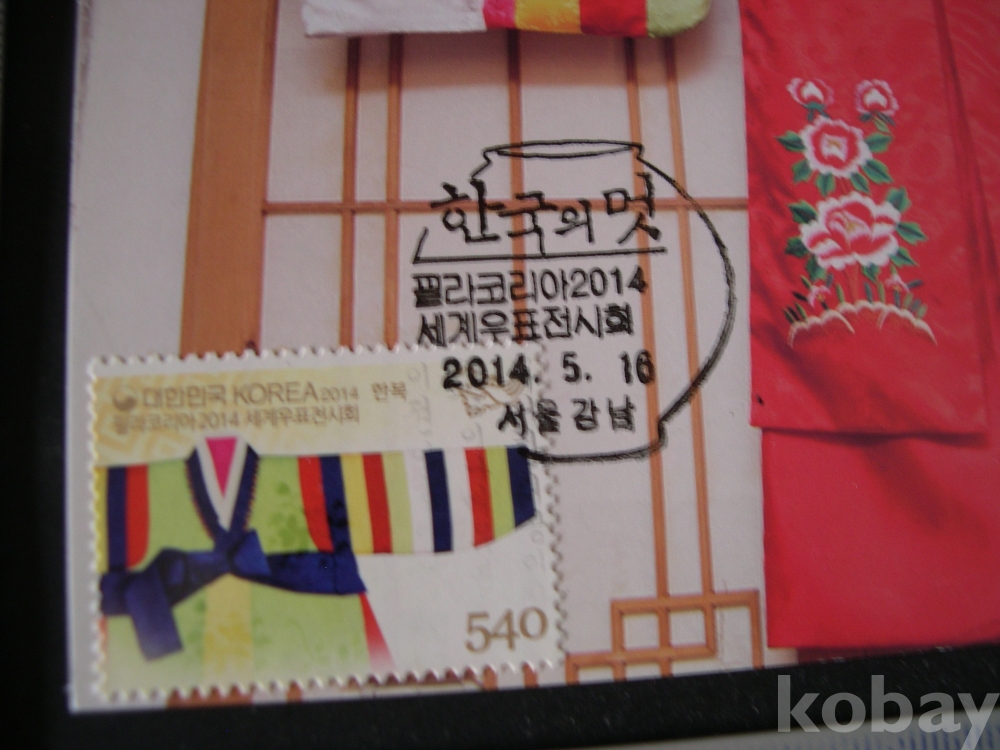 한국의 멋
필라코리아2014
세계우표전시회
2014. 5. 16
서울강남
대한민국 KOREA 2014 한복
필라코리아2014 세계우표전시회
540
kobay